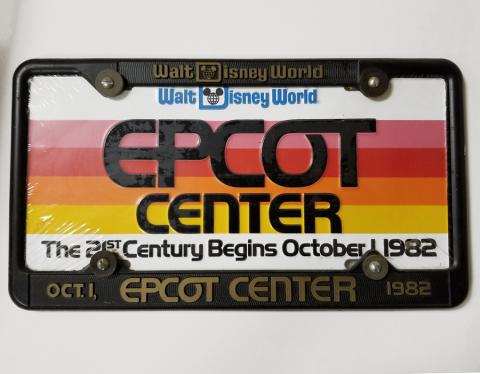 Walt Disney World
Walt Disney World
EPCOT
CENTER
The 21ST Century Begins October 1, 1982
OCT. 1, EPCOT CENTER 1982